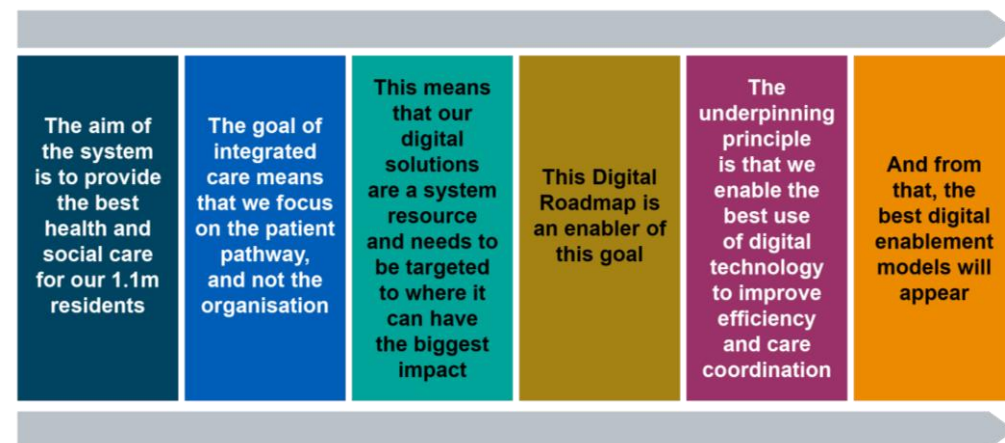 The aim of
the system
is to provide
the best
health and
social care
for our 1.1m
residents
The goal of
integrated
care means
that we focus
on the patient
pathway,
and not the
organisation
This means
that our
digital
solutions
are a system
resource
and needs to
be targeted
to where it
can have
the biggest
impact
This Digital
Roadmap is
an enabler of
this goal
The
underpinning
principle
is that we
enable the
best use
of digital
technology
to improve
efficiency
and care
coordination
And from
that, the
best digital
enablement
models will
appear